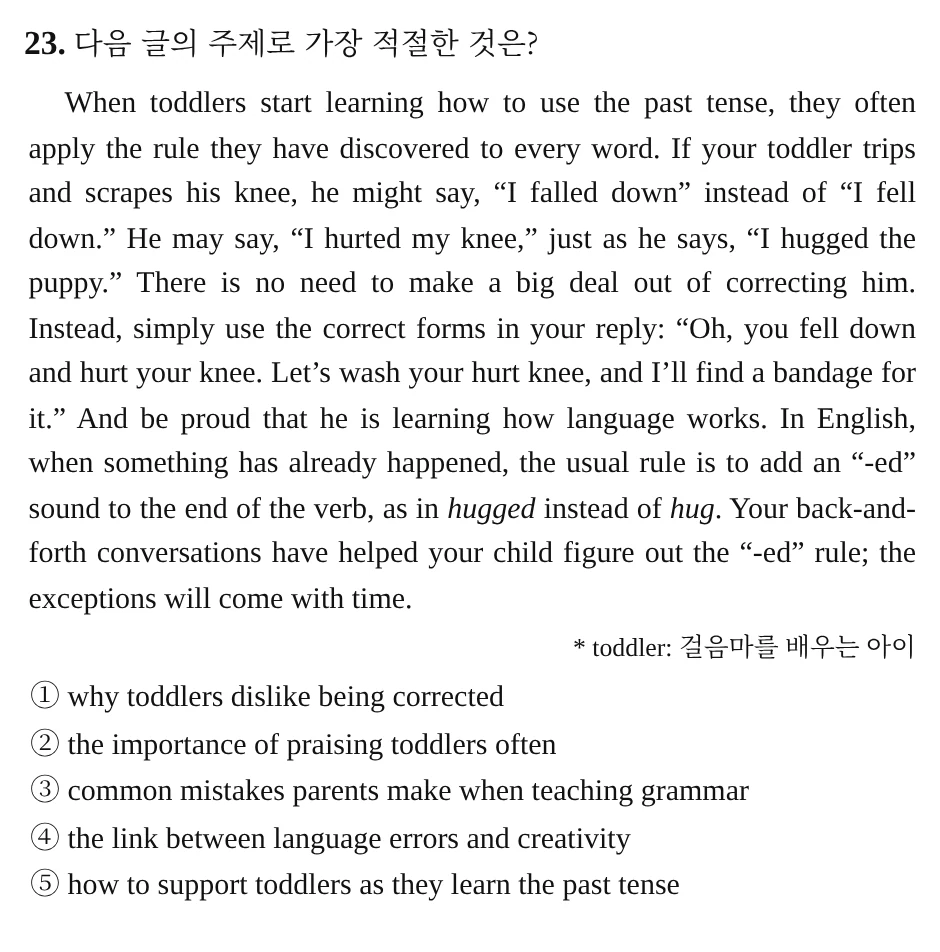 23. 다음 글의 주제로 가장 적절한 것은?
When toddlers start learning how to use the past tense, they often
apply the rule they have discovered to every word. If your toddler trips
and scrapes his knee, he might say, “I falled down” instead of “I fell
down.” He may say, “I hurted my knee,” just as he says, “I hugged the
puppy.” There is no need to make a big deal out of correcting him.
Instead, simply use the correct forms in your reply: “Oh, you fell down
and hurt your knee. Let’s wash your hurt knee, and I’ll find a bandage for
it.” And be proud that he is learning how language works. In English,
when something has already happened, the usual rule is to add an “-ed”
sound to the end of the verb, as in hugged instead of hug. Your back-and-
forth conversations have helped your child figure out the “-ed” rule; the
exceptions will come with time.
* toddler: 걸음마를 배우는 아이
① why toddlers dislike being corrected
② the importance of praising toddlers often
③ common mistakes parents make when teaching grammar
④ the link between language errors and creativity
⑤ how to support toddlers as they learn the past tense